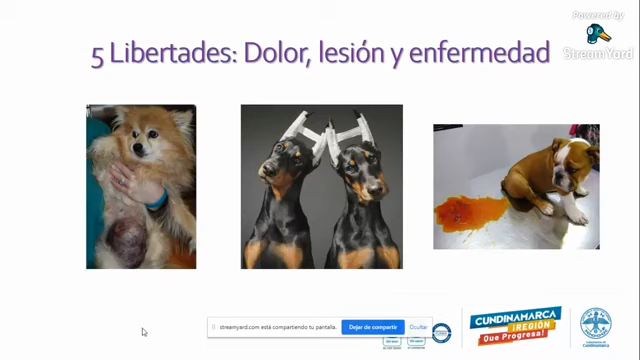 Powered by
StreamYard
5 Libertades: Dolor, lesión y enfermedad
streamyard.com está compartiendo tu pantalla.
Dejar de compartir
Ocultar
CUNDINAMARCA
¡REGIÓN
Que Progresa!